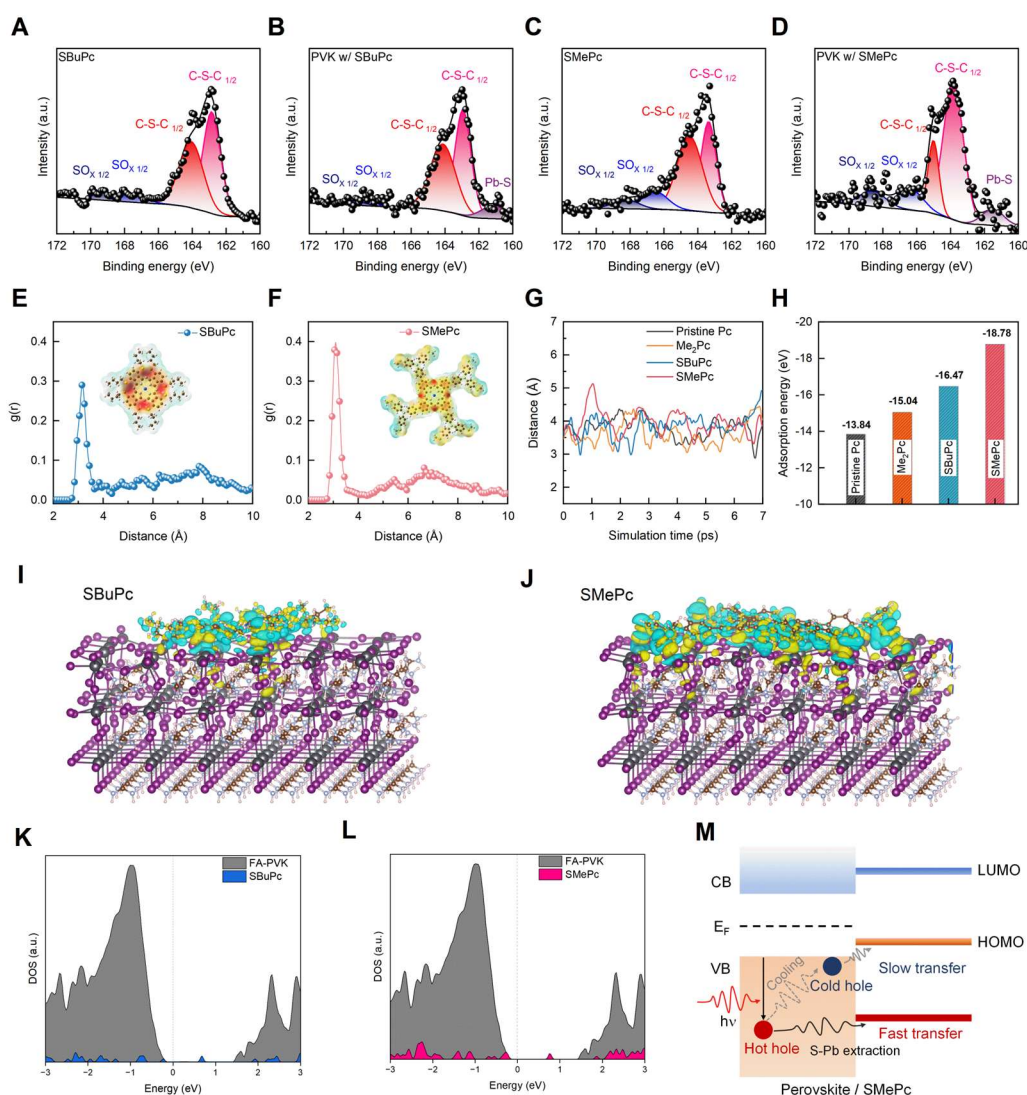 A
SBuPc
C-S-C 1/2
C-S-C 1/2
SOX 1/2
SOX 1/2
Intensity (a.u.)
172 170 168 166 164 162 160
Binding energy (eV)
B
PVK w/ SBuPc
C-S-C 1/2
C-S-C 1/2
SOX 1/2
SOX 1/2
Pb-S
Intensity (a.u.)
172 170 168 166 164 162 160
Binding energy (eV)
C
SMePc
C-S-C 1/2
C-S-C 1/2
SOX 1/2
SOX 1/2
Intensity (a.u.)
172 170 168 166 164 162 160
Binding energy (eV)
D
PVK w/ SMePc
C-S-C 1/2
C-S-C 1/2
SOX 1/2
SOX 1/2
Pb-S
Intensity (a.u.)
172 170 168 166 164 162 160
Binding energy (eV)
E
SBuPc
g(r)
0.4
0.3
0.2
0.1
0.0
2 4 6 8 10
Distance (Å)
F
SMePc
g(r)
0.4
0.3
0.2
0.1
0.0
2 4 6 8 10
Distance (Å)
G
Pristine Pc
Me2Pc
SBuPc
SMePc
Distance (Å)
7
6
5
4
3
2
0 1 2 3 4 5 6 7
Simulation time (ps)
H
Adsorption energy (eV)
-20
-18
-16
-14
-12
-10
-13.84
-15.04
-16.47
-18.78
Pristine Pc
Me2Pc
SBuPc
SMePc
I
SBuPc
J
SMePc
K
FA-PVK
SBuPc
DOS (a.u.)
−3 −2 −1 0 1 2 3
Energy (eV)
L
FA-PVK
SMePc
DOS (a.u.)
−3 −2 −1 0 1 2 3
Energy (eV)
M
CB
LUMO
EF
HOMO
VB
Cooling
Cold hole
Slow transfer
hν
Hot hole
S-Pb extraction
Fast transfer
Perovskite / SMePc